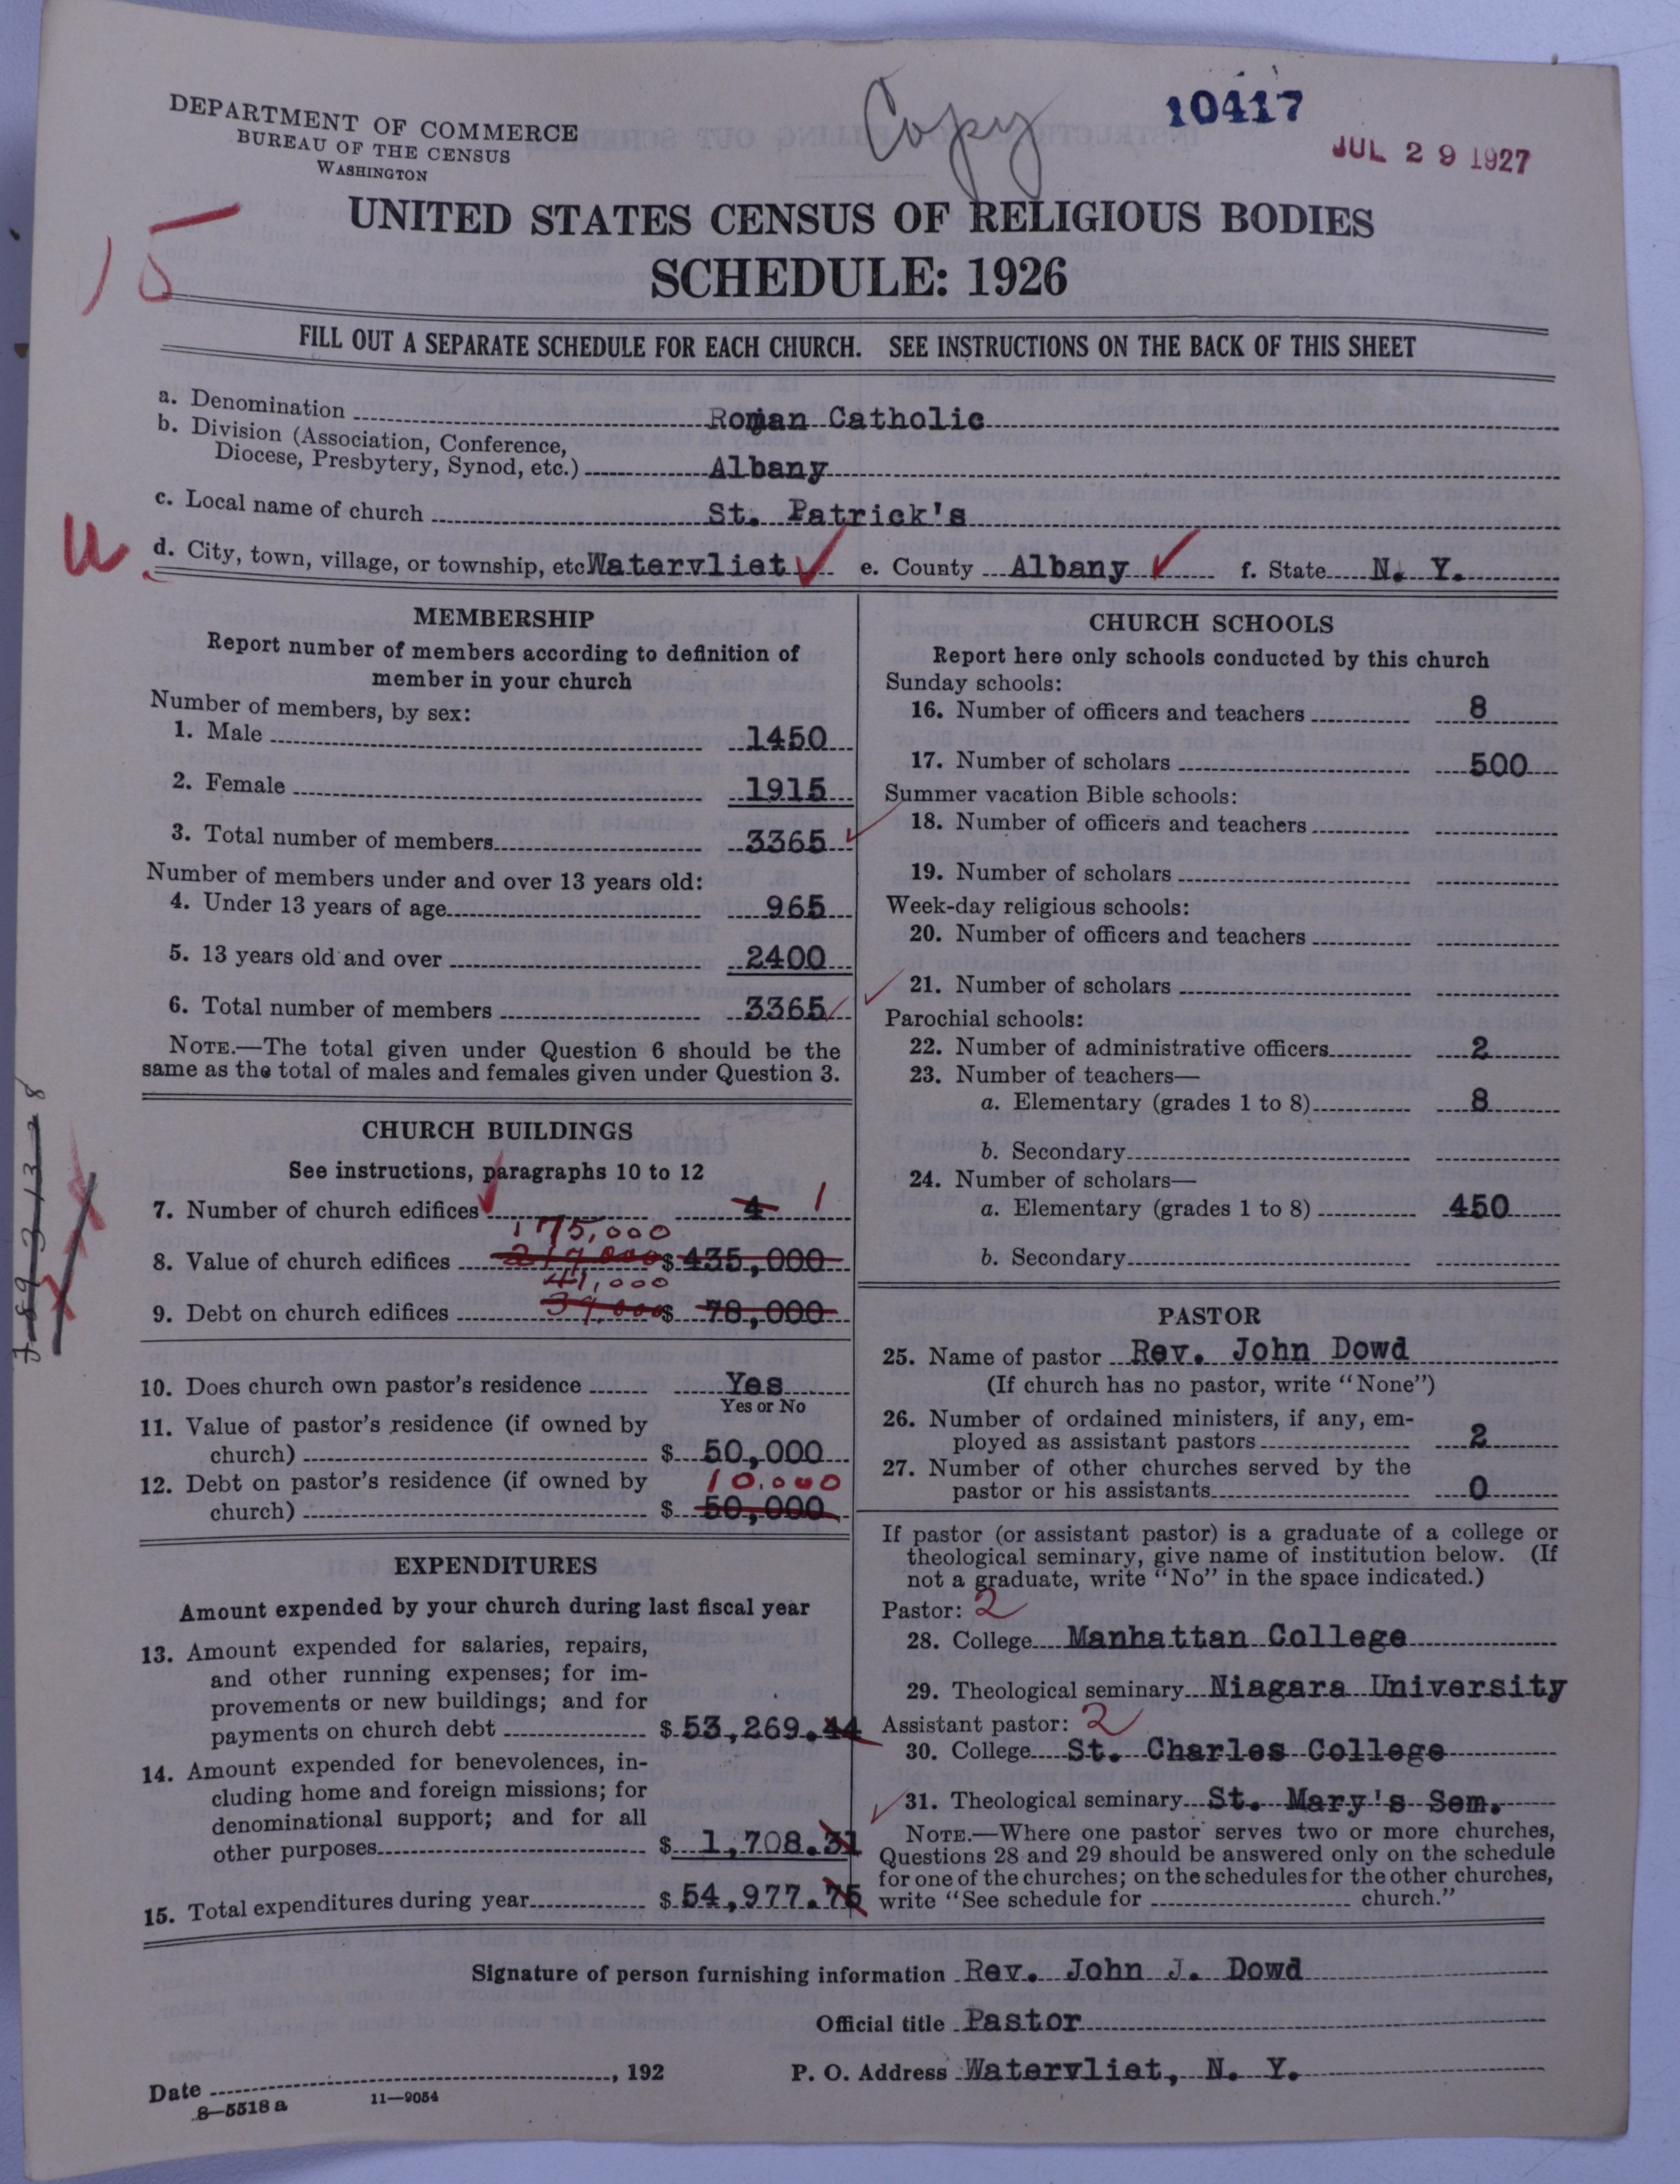 DEPARTMENT OF COMMERCE
BUREAU OF THE CENSUS
WASHINGTON
Copy
10417
JUL 29 1927
15
UNITED STATES CENSUS OF RELIGIOUS BODIES
SCHEDULE: 1926
FILL OUT A SEPARATE SCHEDULE FOR EACH CHURCH. SEE INSTRUCTIONS ON THE BACK OF THIS SHEET
a. Denomination Roman Catholic
b. Division (Association, Conference,
Diocese, Presbytery, Synod, etc.) Albany
c. Local name of church St. Patrick's
d. City, town, village, or township, etc Watervliet e. County Albany f. State N. Y.
MEMBERSHIP
Report number of members according to definition of
member in your church
Number of members, by sex:
1. Male 1450
2. Female 1915
3. Total number of members 3365
Number of members under and over 13 years old:
4. Under 13 years of age 965
5. 13 years old and over 2400
6. Total number of members 3365
NOTE.—The total given under Question 6 should be the
same as the total of males and females given under Question 3.
CHURCH BUILDINGS
See instructions, paragraphs 10 to 12
7. Number of church edifices 4 1
175,000
8. Value of church edifices $ 435,000
41,000
9. Debt on church edifices 39,000 $ 78,000
10. Does church own pastor's residence Yes
Yes or No
11. Value of pastor's residence (if owned by
church) $ 50,000
12. Debt on pastor's residence (if owned by 10.000
church) $ 50,000
EXPENDITURES
Amount expended by your church during last fiscal year
13. Amount expended for salaries, repairs,
and other running expenses; for im-
provements or new buildings; and for
payments on church debt $ 53,269.44
14. Amount expended for benevolences, in-
cluding home and foreign missions; for
denominational support; and for all
other purposes $ 1,708.31
15. Total expenditures during year $ 54,977.75
CHURCH SCHOOLS
Report here only schools conducted by this church
Sunday schools:
16. Number of officers and teachers 8
17. Number of scholars 500
Summer vacation Bible schools:
18. Number of officers and teachers
19. Number of scholars
Week-day religious schools:
20. Number of officers and teachers
21. Number of scholars
Parochial schools:
22. Number of administrative officers 2
23. Number of teachers—
a. Elementary (grades 1 to 8) 8
b. Secondary
24. Number of scholars—
a. Elementary (grades 1 to 8) 450
b. Secondary
PASTOR
25. Name of pastor Rev. John Dowd
(If church has no pastor, write "None")
26. Number of ordained ministers, if any, em-
ployed as assistant pastors 2
27. Number of other churches served by the
pastor or his assistants 0
If pastor (or assistant pastor) is a graduate of a college or
theological seminary, give name of institution below. (If
not a graduate, write "No" in the space indicated.)
Pastor: 2
28. College Manhattan College
29. Theological seminary Niagara University
Assistant pastor: 2
30. College St. Charles College
31. Theological seminary St. Mary's Sem.
NOTE.—Where one pastor serves two or more churches,
Questions 28 and 29 should be answered only on the schedule
for one of the churches; on the schedules for the other churches,
write "See schedule for church."
Signature of person furnishing information Rev. John J. Dowd
Official title Pastor
Date , 192 P. O. Address Watervliet, N. Y.
8—5518 a 11—9054